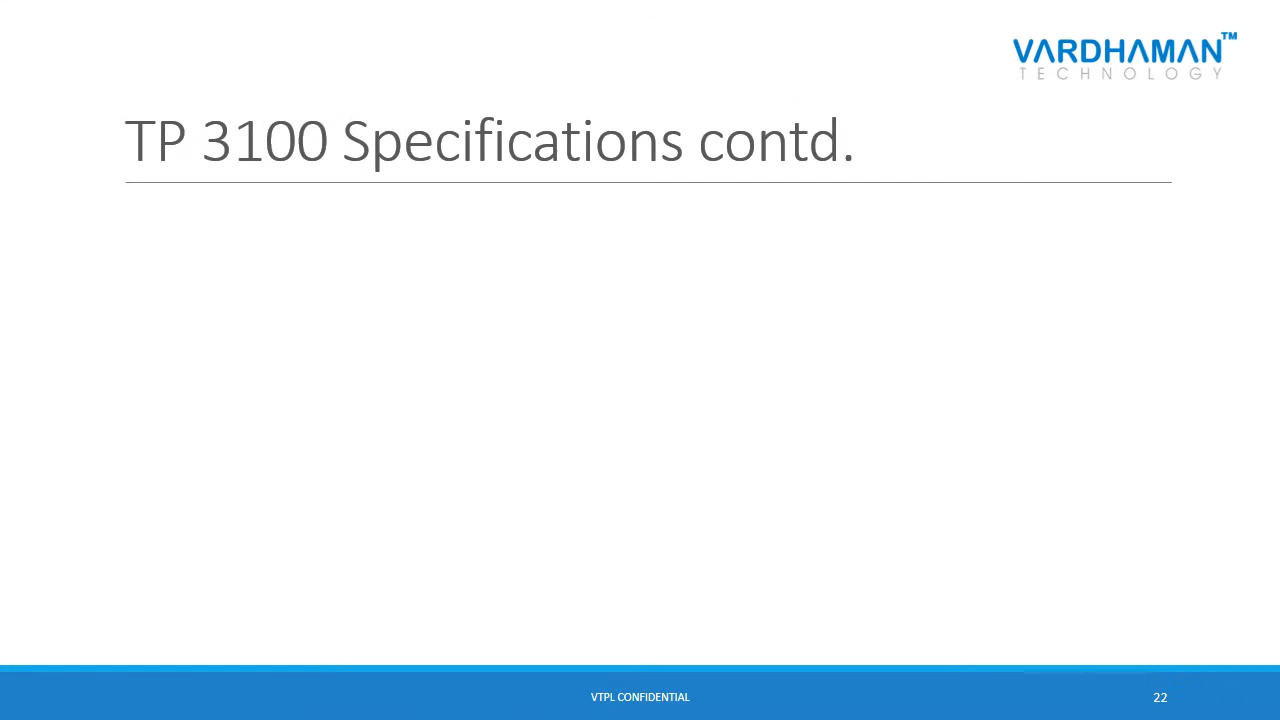 VARDHAMAN™
TECHNOLOGY
TP 3100 Specifications contd.
VTPL CONFIDENTIAL
22